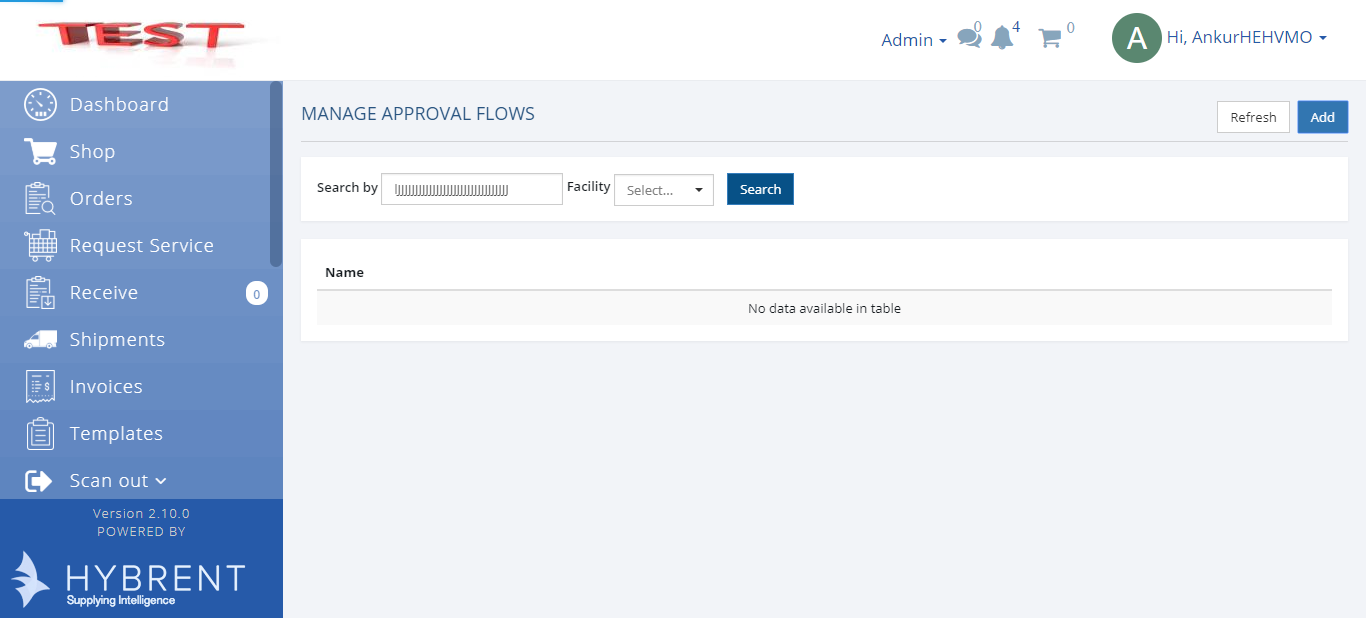 TEST
Admin
0
4
0
A
Hi, AnkurHEHVMO
Dashboard
Shop
Orders
Request Service
Receive
0
Shipments
Invoices
Templates
Scan out
Version 2.10.0
POWERED BY
HYBRENT
Supplying Intelligence
MANAGE APPROVAL FLOWS
Refresh
Add
Search by
Facility
Select...
Search
Name
No data available in table